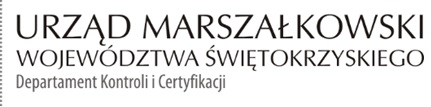 URZĄD MARSZAŁKOWSKI
WOJEWÓDZTWA ŚWIĘTOKRZYSKIEGO
Departament Kontroli i Certyfikacji